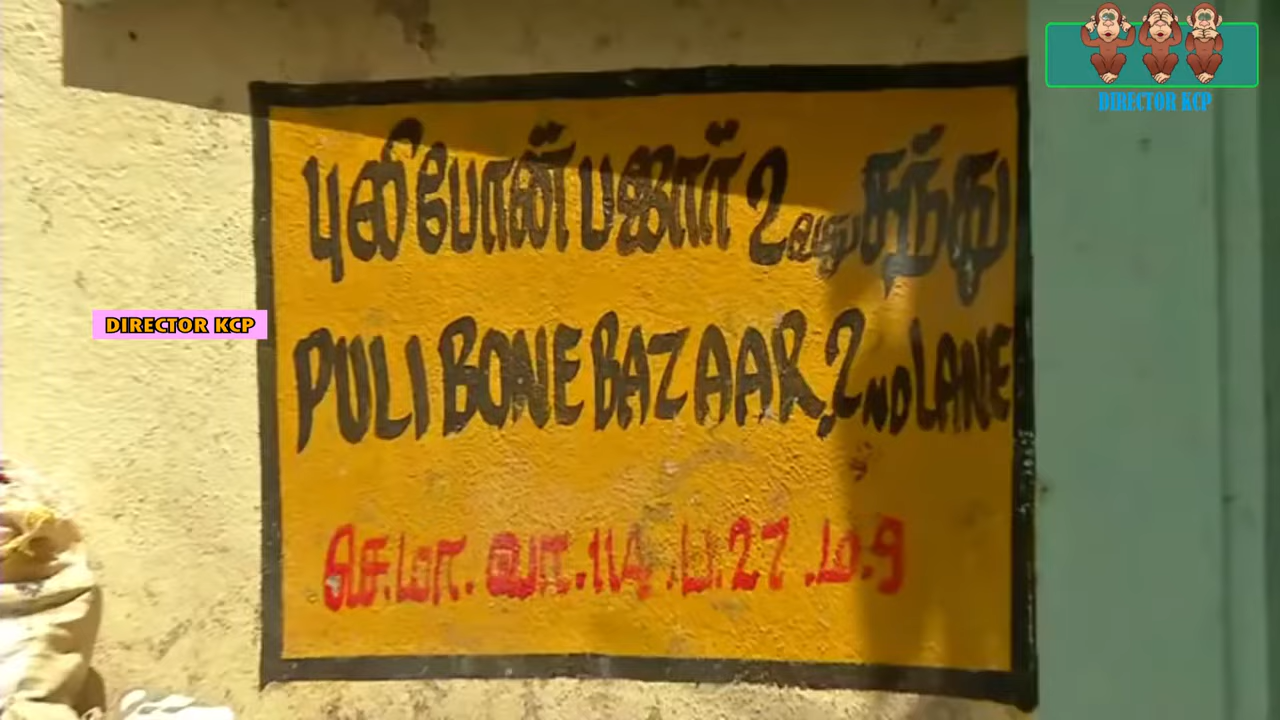 DIRECTOR KCP
புலிபோன் பஜார் 2வது சந்து
DIRECTOR KCP
PULI BONE BAZAAR, 2ND LANE
செ.மா. வா.114 .ப.27 .ம.9